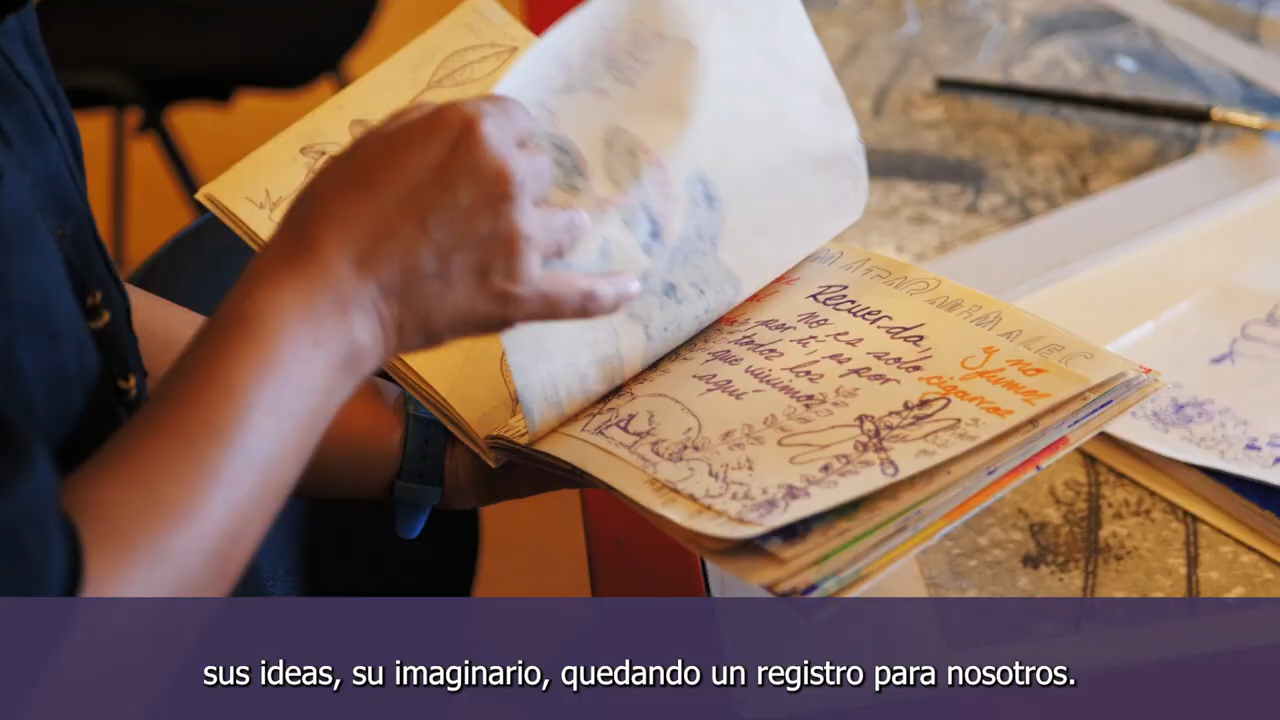 Recuerda,
no es solo
por ti, es por
todos los
que vivimos
aquí
y no
fumes
cigarros
sus ideas, su imaginario, quedando un registro para nosotros.